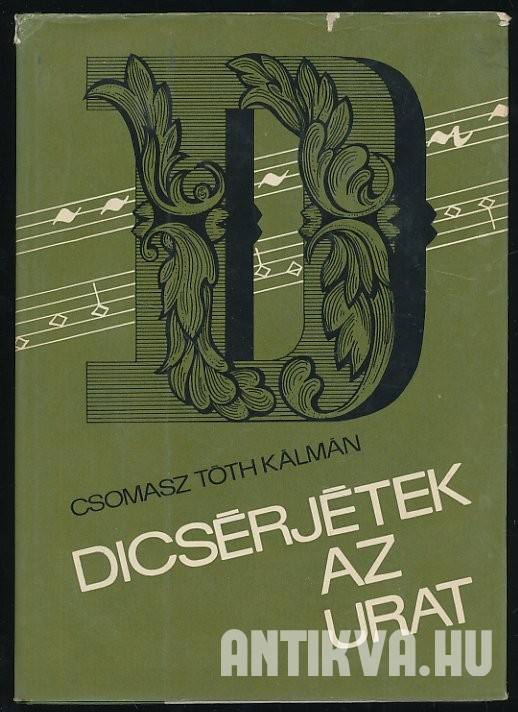 D
CSOMASZ TÓTH KÁLMÁN
DICSÉRJÉTEK
AZ
URAT
ANTIKVA.HU